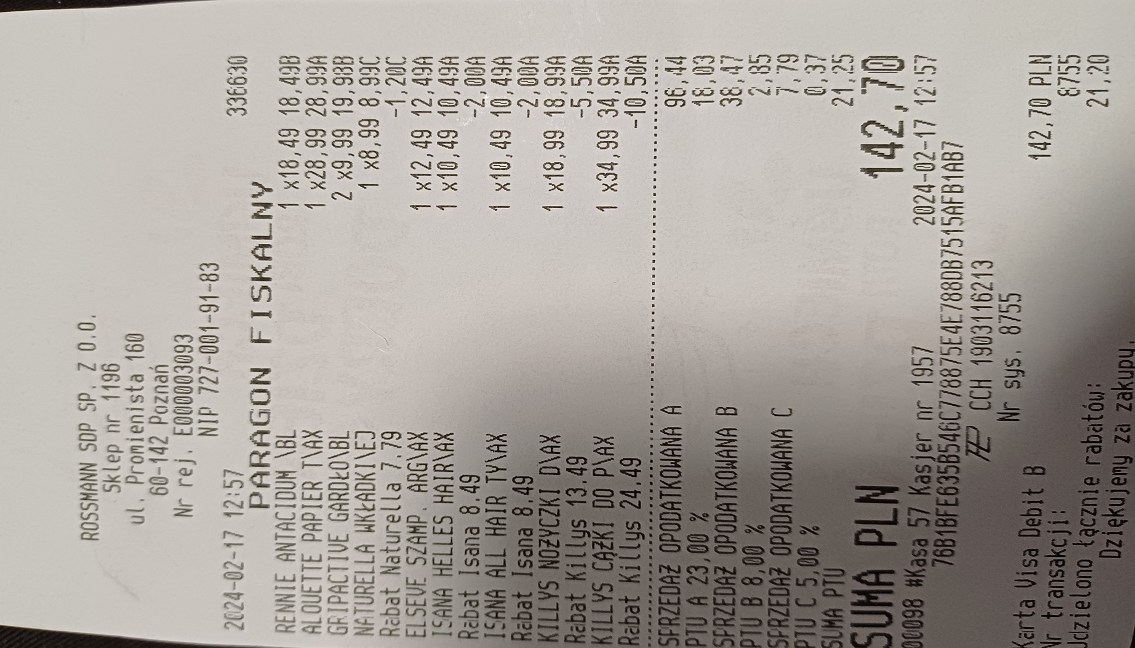 ROSSMANN SDP SP. Z O.O.
Sklep nr 1196
ul. Promienista 160
60-142 Poznań
Nr rej. E000003093
NIP 727-001-91-83
2024-02-17 12:57 336630
PARAGON FISKALNY
RENNIE ANTACIDUM \BL 1 x18,49 18,49B
ALOUETTE PAPIER T\AX 1 x28,99 28,99A
GRIPACTIVE GARDŁO\BL 2 x9,99 19,98B
NATURELLA WKŁADKI\EJ 1 x8,99 8,99C
Rabat Naturella 7.79 -1,20C
ELSEVE SZAMP. ARG\AX 1 x12,49 12,49A
ISANA HELLES HAIR\AX 1 x10,49 10,49A
Rabat Isana 8.49 -2,00A
ISANA ALL HAIR TY\AX 1 x10,49 10,49A
Rabat Isana 8.49 -2,00A
KILLYS NOŻYCZKI D\AX 1 x18,99 18,99A
Rabat Killys 13.49 -5,50A
KILLYS CĄŻKI DO P\AX 1 x34,99 34,99A
Rabat Killys 24.49 -10,50A
SPRZEDAŻ OPODATKOWANA A 96,44
PTU A 23,00 % 18,03
SPRZEDAŻ OPODATKOWANA B 38,47
PTU B 8,00 % 2,85
SPRZEDAŻ OPODATKOWANA C 7,79
PTU C 5,00 % 0,37
SUMA PTU 21,25
SUMA PLN 142,70
00098 #Kasa 57 Kasjer nr 1957 2024-02-17 12:57
76B1BFE635B546C778875E4E788DB7515AFB1AB7
CCH 1903116213
Nr sys. 8755
Karta Visa Debit B 142,70 PLN
Nr transakcji: 8755
Udzielono łącznie rabatów: 21,20
Dziękujemy za zakupy.